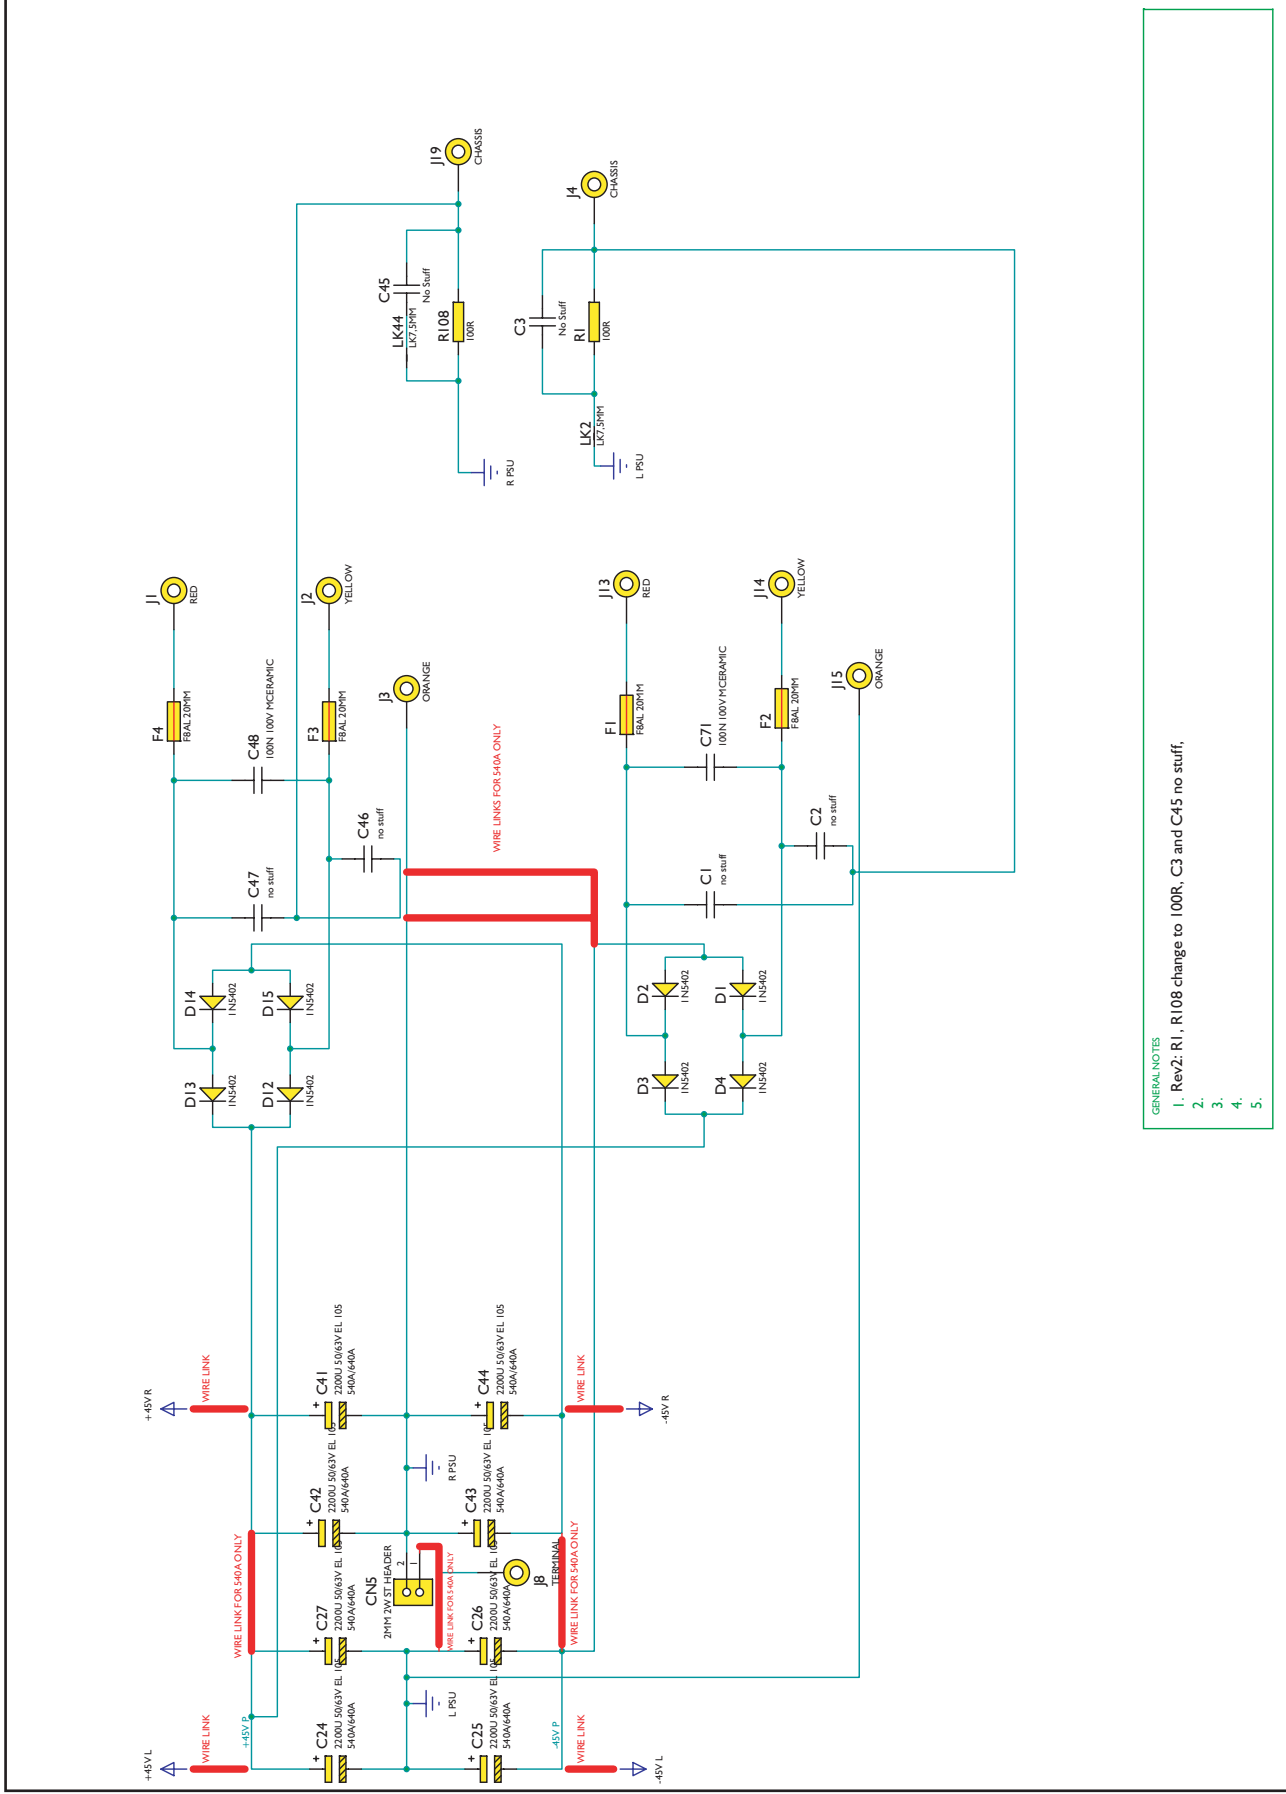 J19
CHASSIS
J4
CHASSIS
C45
No Stuff
LK44
LK7,5MM
R108
100R
C3
No Stuff
R1
100R
LK2
LK7,5MM
R PSU
L PSU
J1
RED
J2
YELLOW
J3
ORANGE
F4
F8AL 20MM
C48
100N 100V MCERAMIC
F3
F8AL 20MM
C47
no stuff
C46
no stuff
WIRE LINKS FOR 540A ONLY
J13
RED
J14
YELLOW
J15
ORANGE
F1
F8AL 20MM
C71
100N 100V MCERAMIC
F2
F8AL 20MM
C1
no stuff
C2
no stuff
D14
1N5402
D15
1N5402
D13
1N5402
D12
1N5402
D2
1N5402
D1
1N5402
D3
1N5402
D4
1N5402
+45V R
WIRE LINK
C41
2200U 50/63V EL 105
540A/640A
C44
2200U 50/63V EL 105
540A/640A
WIRE LINK
-45V R
R PSU
C42
2200U 50/63V EL 105
540A/640A
C43
2200U 50/63V EL 105
540A/640A
WIRE LINK FOR 540A ONLY
CN5
2MM 2W ST HEADER
2
1
WIRE LINK FOR 540A ONLY
J8
TERMINAL
WIRE LINK FOR 540A ONLY
C27
2200U 50/63V EL 105
540A/640A
C26
2200U 50/63V EL 105
540A/640A
L PSU
+45V L
WIRE LINK
+45V P
C24
2200U 50/63V EL 105
540A/640A
C25
2200U 50/63V EL 105
540A/640A
-45V P
WIRE LINK
-45V L
GENERAL NOTES
1. Rev2: R1, R108 change to 100R, C3 and C45 no stuff,
2.
3.
4.
5.